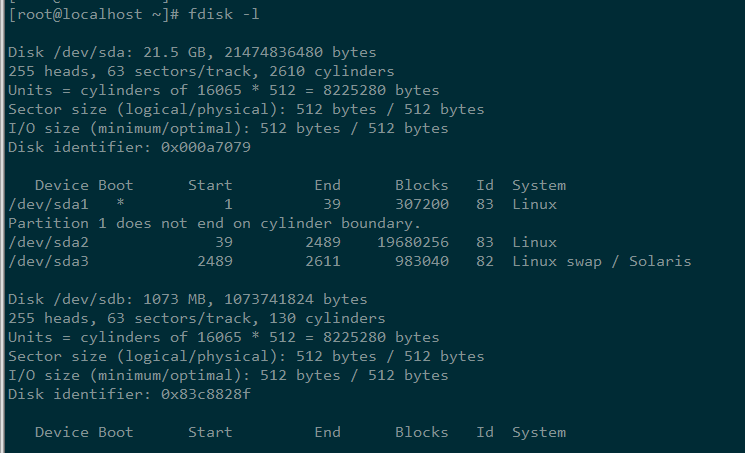 [root@localhost ~]# fdisk -l
Disk /dev/sda: 21.5 GB, 21474836480 bytes
255 heads, 63 sectors/track, 2610 cylinders
Units = cylinders of 16065 * 512 = 8225280 bytes
Sector size (logical/physical): 512 bytes / 512 bytes
I/O size (minimum/optimal): 512 bytes / 512 bytes
Disk identifier: 0x000a7079
   Device Boot      Start         End      Blocks   Id  System
/dev/sda1   *           1          39      307200   83  Linux
Partition 1 does not end on cylinder boundary.
/dev/sda2              39        2489    19680256   83  Linux
/dev/sda3            2489        2611      983040   82  Linux swap / Solaris
Disk /dev/sdb: 1073 MB, 1073741824 bytes
255 heads, 63 sectors/track, 130 cylinders
Units = cylinders of 16065 * 512 = 8225280 bytes
Sector size (logical/physical): 512 bytes / 512 bytes
I/O size (minimum/optimal): 512 bytes / 512 bytes
Disk identifier: 0x83c8828f
   Device Boot      Start         End      Blocks   Id  System